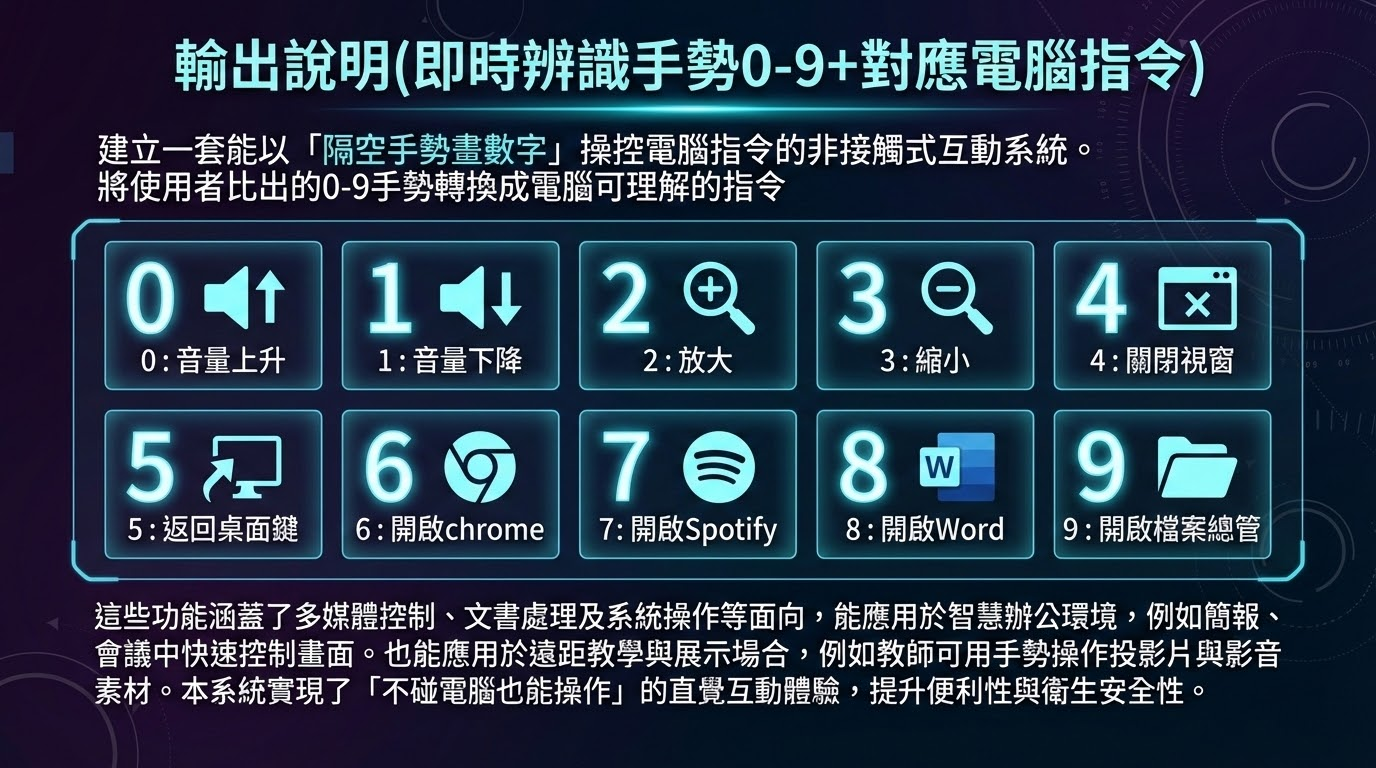 輸出說明(即時辨識手勢0-9+對應電腦指令)
建立一套能以「隔空手勢畫數字」操控電腦指令的非接觸式互動系統。
將使用者比出的0-9手勢轉換成電腦可理解的指令
0
0:音量上升
1
1:音量下降
2
2:放大
3
3:縮小
4
4:關閉視窗
5
5:返回桌面鍵
6
6:開啟chrome
7
7:開啟Spotify
8
W
8:開啟Word
9
9:開啟檔案總管
這些功能涵蓋了多媒體控制、文書處理及系統操作等面向，能應用於智慧辦公環境，例如簡報、
會議中快速控制畫面。也能應用於遠距教學與展示場合，例如教師可用手勢操作投影片與影音
素材。本系統實現了「不碰電腦也能操作」的直覺互動體驗，提升便利性與衛生安全性。